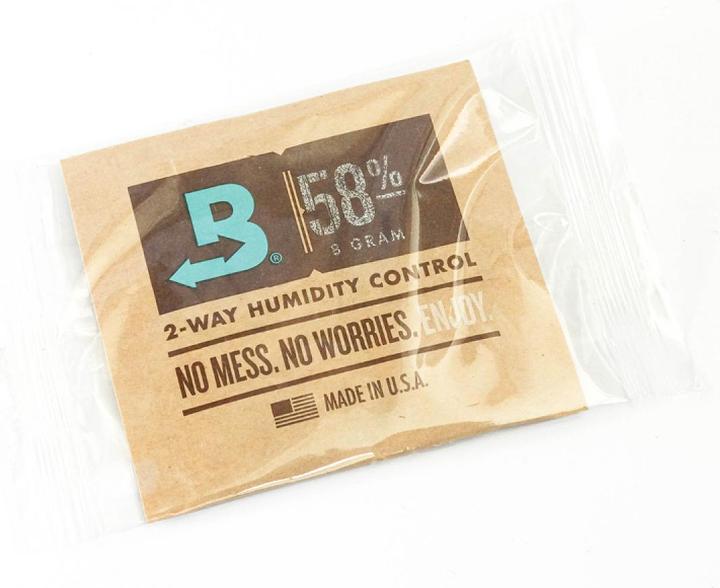 B®
58%
8 GRAM
2-WAY HUMIDITY CONTROL
NO MESS. NO WORRIES. ENJOY.
MADE IN U.S.A.